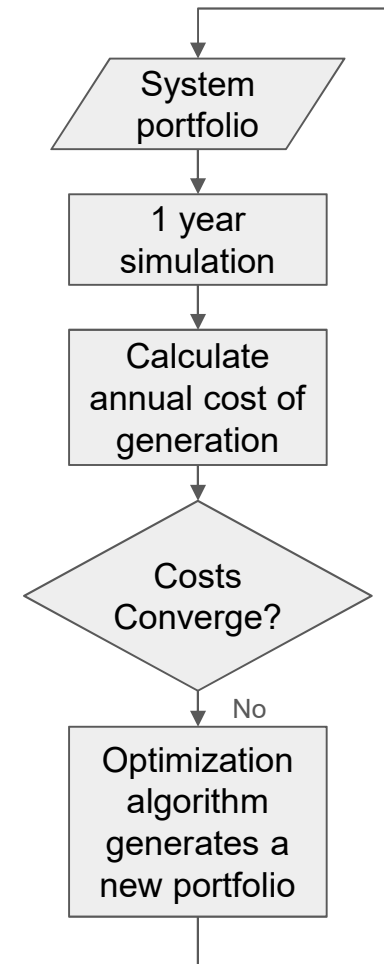 System
portfolio
1 year
simulation
Calculate
annual cost of
generation
Costs
Converge?
No
Optimization
algorithm
generates a
new portfolio